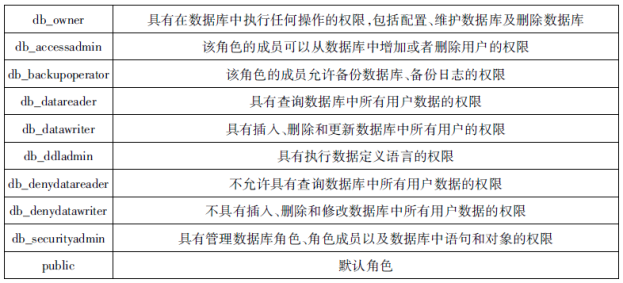 db_owner 具有在数据库中执行任何操作的权限,包括配置、维护数据库及删除数据库
db_accessadmin 该角色的成员可以从数据库中增加或者删除用户的权限
db_backupoperator 该角色的成员允许备份数据库、备份日志的权限
db_datareader 具有查询数据库中所有用户数据的权限
db_datawriter 具有插入、删除和更新数据库中所有用户的权限
db_ddladmin 具有执行数据定义语言的权限
db_denydatareader 不允许具有查询数据库中所有用户数据的权限
db_denydatawriter 不具有插入、删除和修改数据库中所有用户数据的权限
db_securityadmin 具有管理数据库角色、角色成员以及数据库中语句和对象的权限
public 默认角色